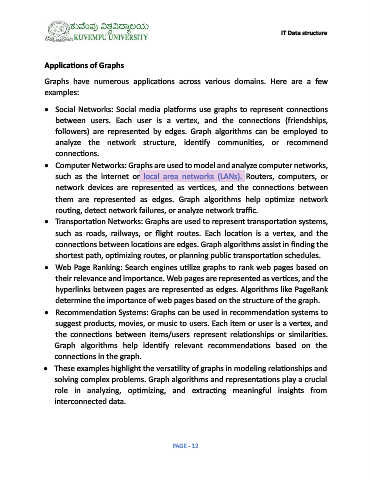 ಕುವೆಂಪು ವಿಶ್ವವಿದ್ಯಾಲಯ
KUVEMPU UNIVERSITY
IT Data structure
Applications of Graphs
Graphs have numerous applications across various domains. Here are a few
examples:
• Social Networks: Social media platforms use graphs to represent connections
between users. Each user is a vertex, and the connections (friendships,
followers) are represented by edges. Graph algorithms can be employed to
analyze the network structure, identify communities, or recommend
connections.
• Computer Networks: Graphs are used to model and analyze computer networks,
such as the internet or local area networks (LANs). Routers, computers, or
network devices are represented as vertices, and the connections between
them are represented as edges. Graph algorithms help optimize network
routing, detect network failures, or analyze network traffic.
• Transportation Networks: Graphs are used to represent transportation systems,
such as roads, railways, or flight routes. Each location is a vertex, and the
connections between locations are edges. Graph algorithms assist in finding the
shortest path, optimizing routes, or planning public transportation schedules.
• Web Page Ranking: Search engines utilize graphs to rank web pages based on
their relevance and importance. Web pages are represented as vertices, and the
hyperlinks between pages are represented as edges. Algorithms like PageRank
determine the importance of web pages based on the structure of the graph.
• Recommendation Systems: Graphs can be used in recommendation systems to
suggest products, movies, or music to users. Each item or user is a vertex, and
the connections between items/users represent relationships or similarities.
Graph algorithms help identify relevant recommendations based on the
connections in the graph.
• These examples highlight the versatility of graphs in modeling relationships and
solving complex problems. Graph algorithms and representations play a crucial
role in analyzing, optimizing, and extracting meaningful insights from
interconnected data.
PAGE - 12